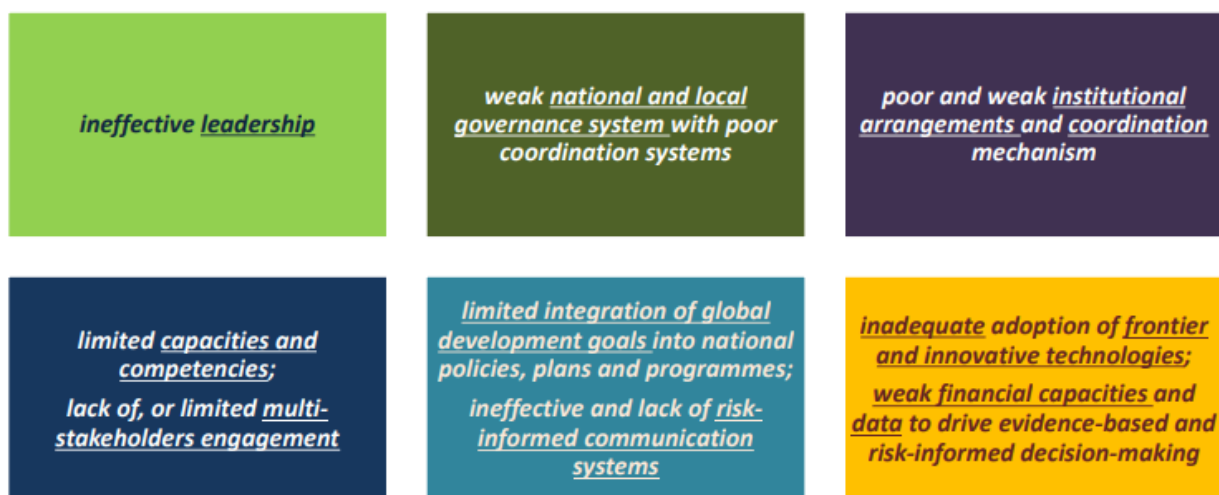 ineffective leadership
weak national and local
governance system with poor
coordination systems
poor and weak institutional
arrangements and coordination
mechanism
limited capacities and
competencies;
lack of, or limited multi-
stakeholders engagement
limited integration of global
development goals into national
policies, plans and programmes;
ineffective and lack of risk-
informed communication
systems
inadequate adoption of frontier
and innovative technologies;
weak financial capacities and
data to drive evidence-based and
risk-informed decision-making